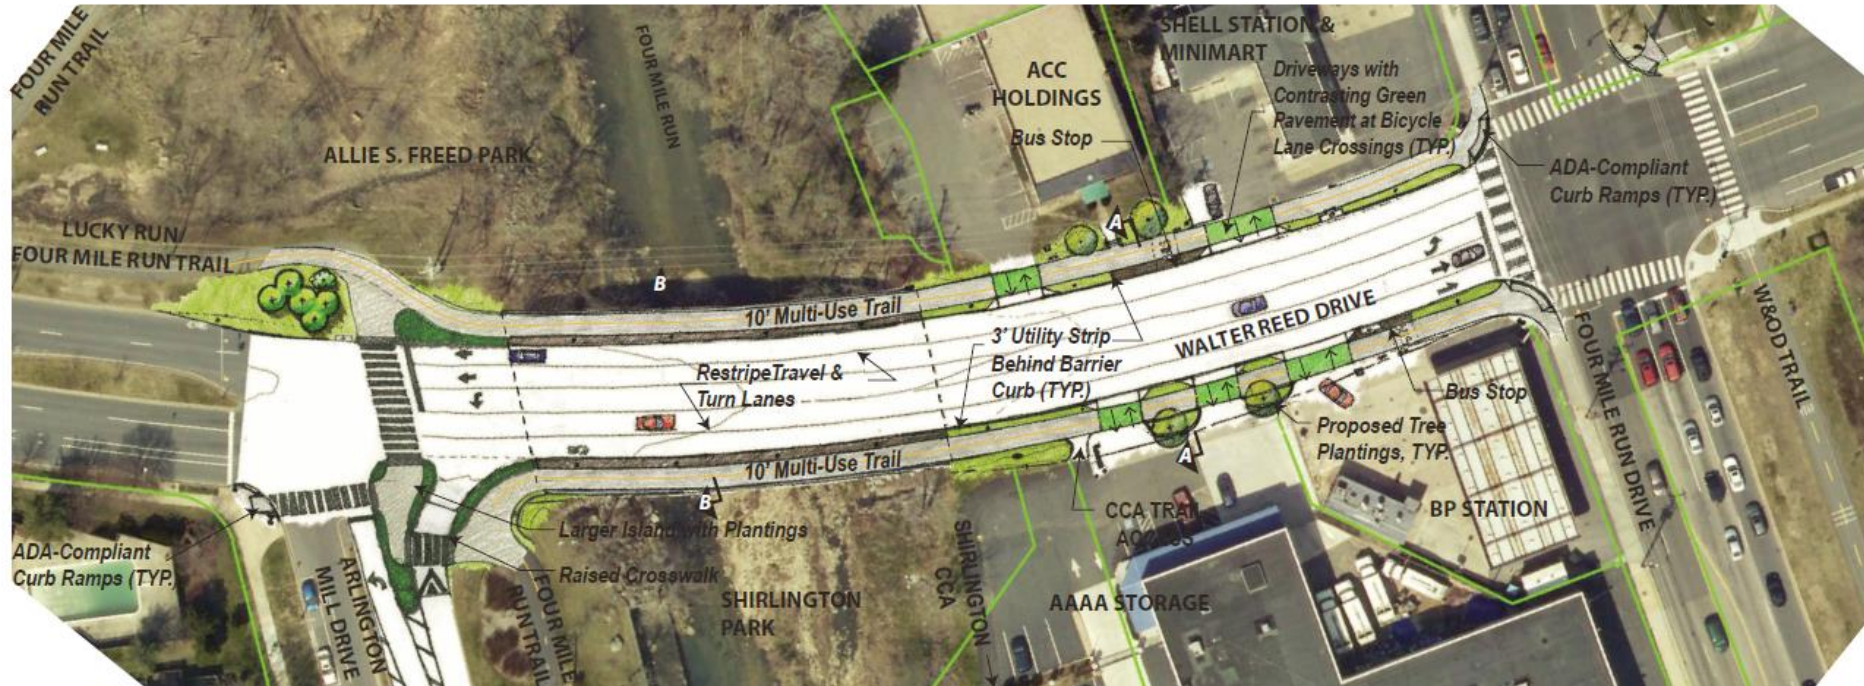 FOUR MILE
RUN TRAIL
FOUR MILE RUN
ALLIE S. FREED PARK
LUCKY RUN/
FOUR MILE RUN TRAIL
ACC
HOLDINGS
Bus Stop
SHELL STATION &
MINIMART
Driveways with
Contrasting Green
Pavement at Bicycle
Lane Crossings (TYP.)
ADA-Compliant
Curb Ramps (TYP.)
A
B
10' Multi-Use Trail
3' Utility Strip
Behind Barrier
Curb (TYP.)
WALTER REED DRIVE
RestripeTravel &
Turn Lanes
Bus Stop
FOUR MILE RUN DRIVE
W&OD TRAIL
Proposed Tree
Plantings, TYP.
A
10' Multi-Use Trail
B
BP STATION
CCA TRAIL
ACCESS
Larger Island with Plantings
ADA-Compliant
Curb Ramps (TYP.)
Raised Crosswalk
ARLINGTON
MILL DRIVE
FOUR MILE
RUN TRAIL
SHIRLINGTON
PARK
SHIRLINGTON
CCA
AAAA STORAGE